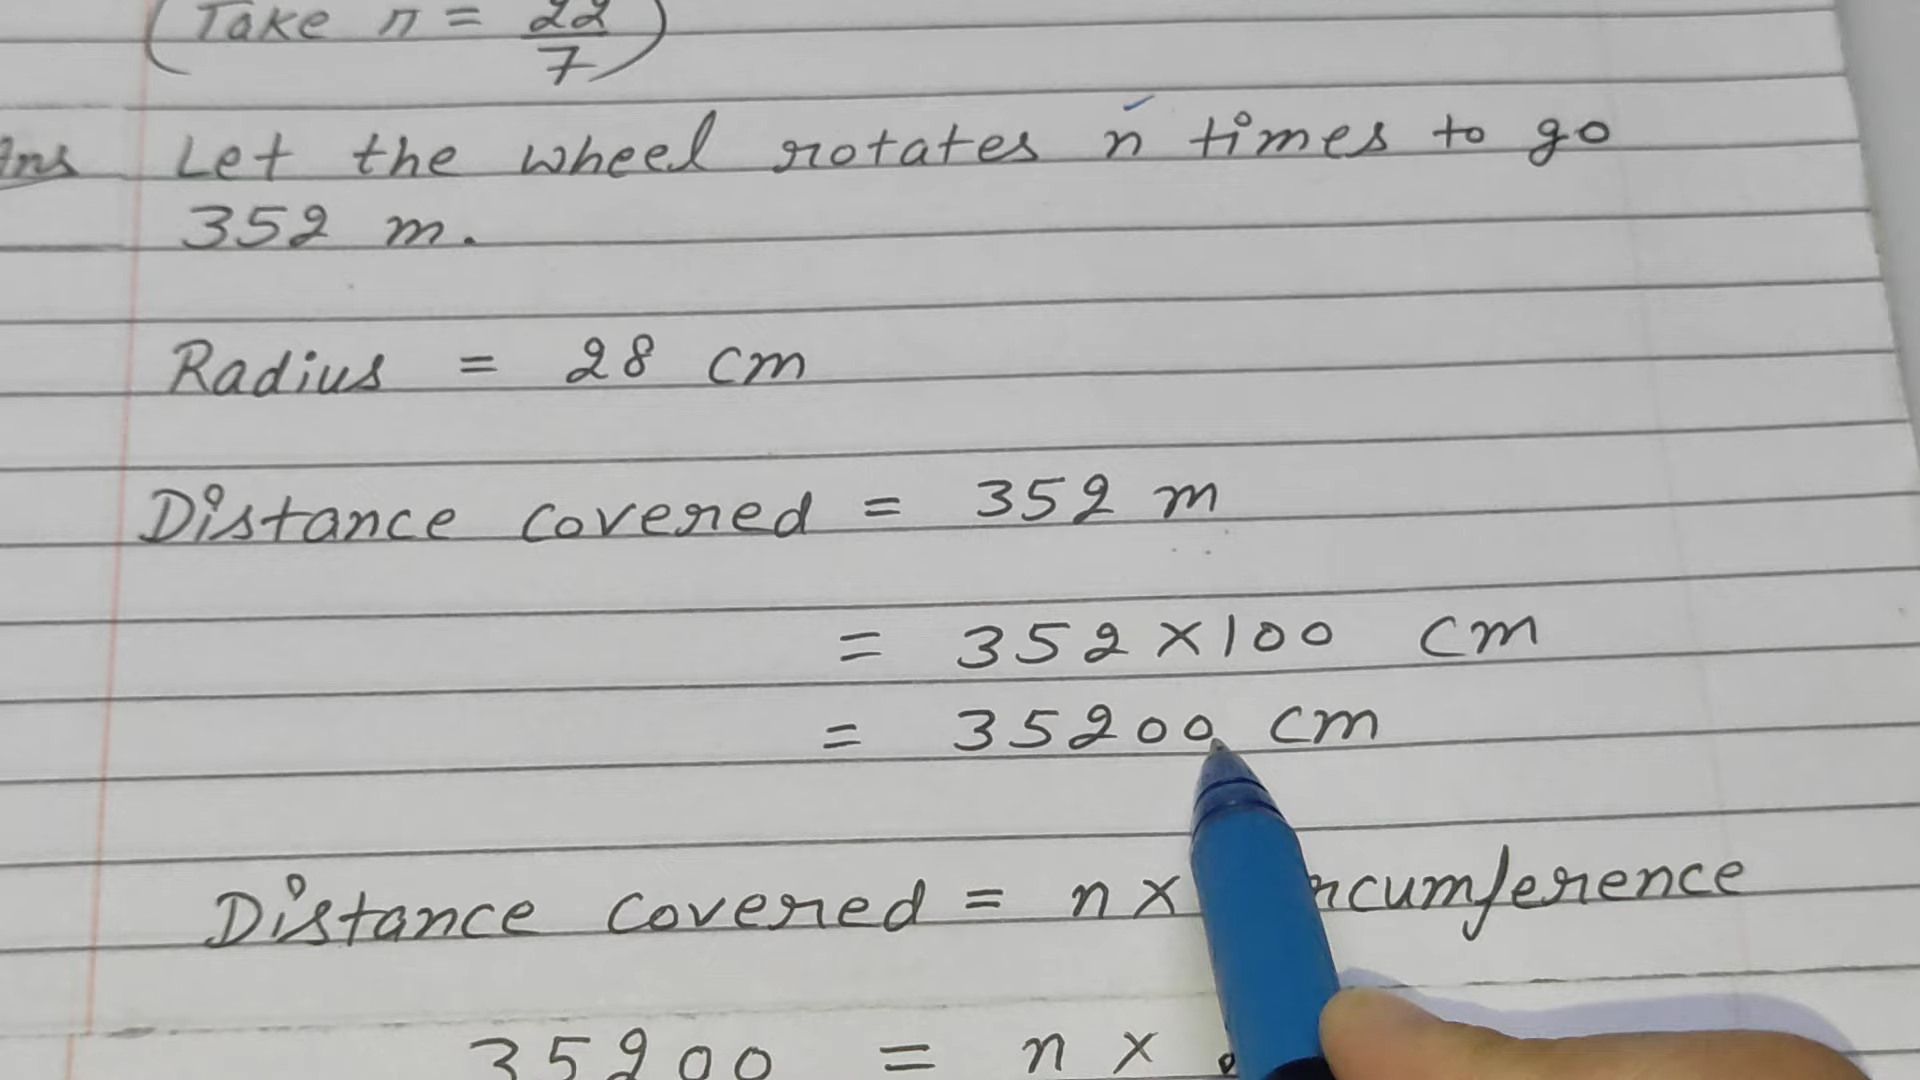 (Take π = 22/7)
Ans Let the wheel rotates n times to go
352 m.
Radius = 28 cm
Distance covered = 352 m
= 352 × 100 cm
= 35200 cm
Distance covered = n ×
35200 = n ×